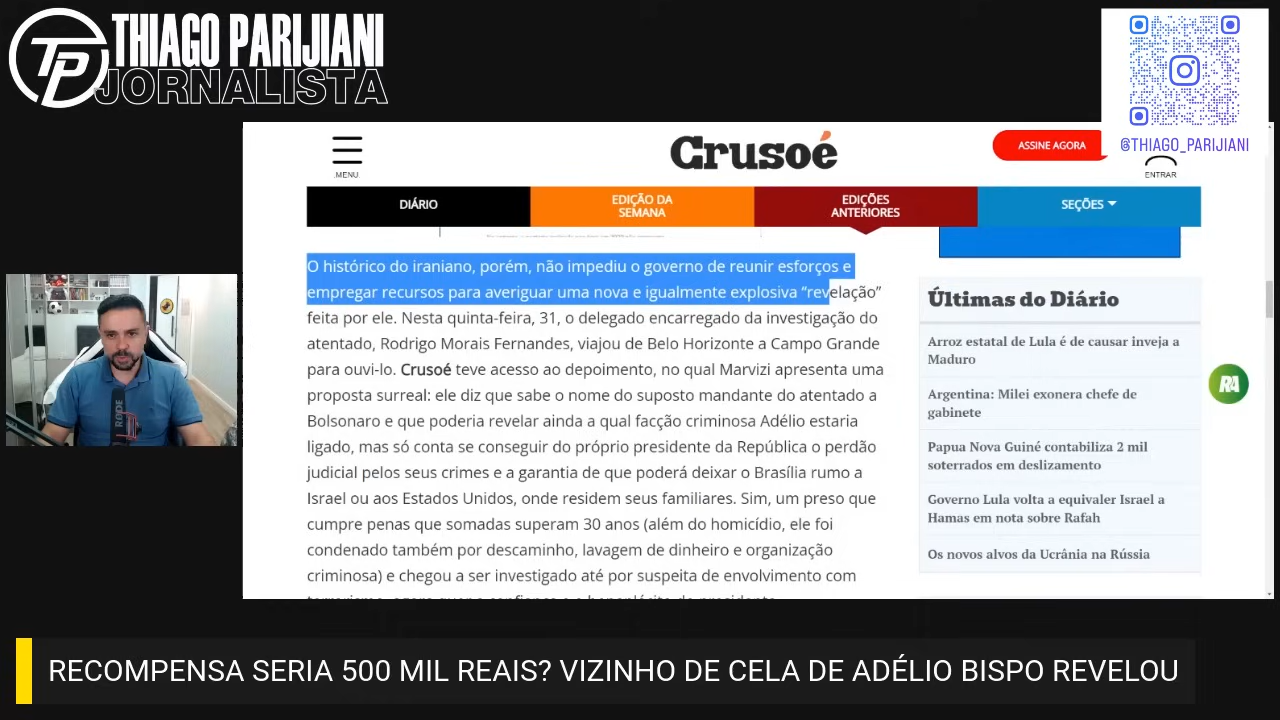 THIAGO PARIJIANI
JORNALISTA
TP
@THIAGO_PARIJIANI
MENU
Crusoé
ASSINE AGORA
ENTRAR
DIÁRIO
EDIÇÃO DA
SEMANA
EDIÇÕES
ANTERIORES
SEÇÕES
O histórico do iraniano, porém, não impediu o governo de reunir esforços e
empregar recursos para averiguar uma nova e igualmente explosiva “revelação”
feita por ele. Nesta quinta-feira, 31, o delegado encarregado da investigação do
atentado, Rodrigo Morais Fernandes, viajou de Belo Horizonte a Campo Grande
para ouvi-lo. Crusoé teve acesso ao depoimento, no qual Marvizi apresenta uma
proposta surreal: ele diz que sabe o nome do suposto mandante do atentado a
Bolsonaro e que poderia revelar ainda a qual facção criminosa Adélio estaria
ligado, mas só conta se conseguir do próprio presidente da República o perdão
judicial pelos seus crimes e a garantia de que poderá deixar o Brasília rumo a
Israel ou aos Estados Unidos, onde residem seus familiares. Sim, um preso que
cumpre penas que somadas superam 30 anos (além do homicídio, ele foi
condenado também por descaminho, lavagem de dinheiro e organização
criminosa) e chegou a ser investigado até por suspeita de envolvimento com
Últimas do Diário
Arroz estatal de Lula é de causar inveja a
Maduro
Argentina: Milei exonera chefe de
gabinete
Papua Nova Guiné contabiliza 2 mil
soterrados em deslizamento
Governo Lula volta a equivaler Israel a
Hamas em nota sobre Rafah
Os novos alvos da Ucrânia na Rússia
RA
RODE
RECOMPENSA SERIA 500 MIL REAIS? VIZINHO DE CELA DE ADÉLIO BISPO REVELOU